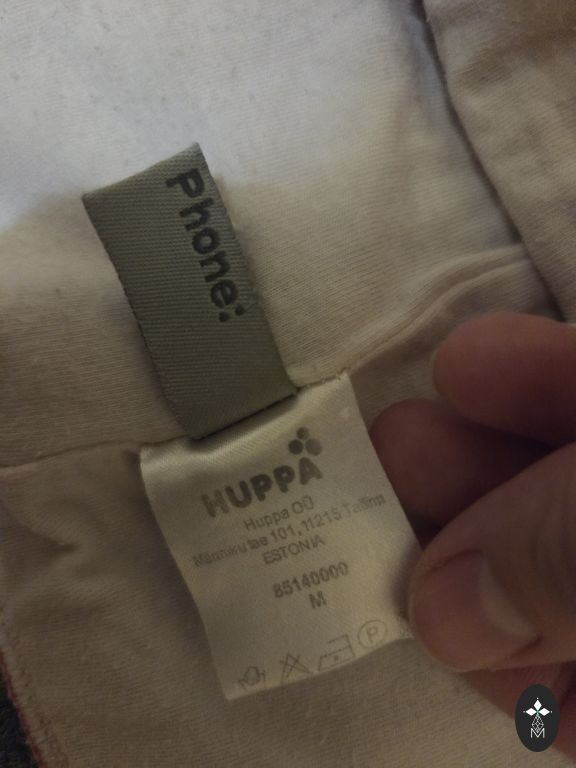 Phone:
HUPPA
Huppa OÜ
Männiku tee 101, 11215 Tallinn
ESTONIA
85140000
M
P
M